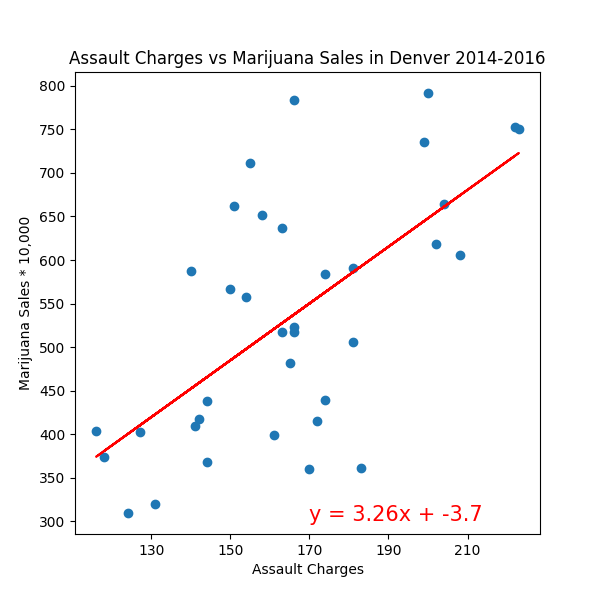 Assault Charges vs Marijuana Sales in Denver 2014-2016
800
750
700
650
600
550
500
450
400
350
300
Marijuana Sales * 10,000
y = 3.26x + -3.7
130 150 170 190 210
Assault Charges